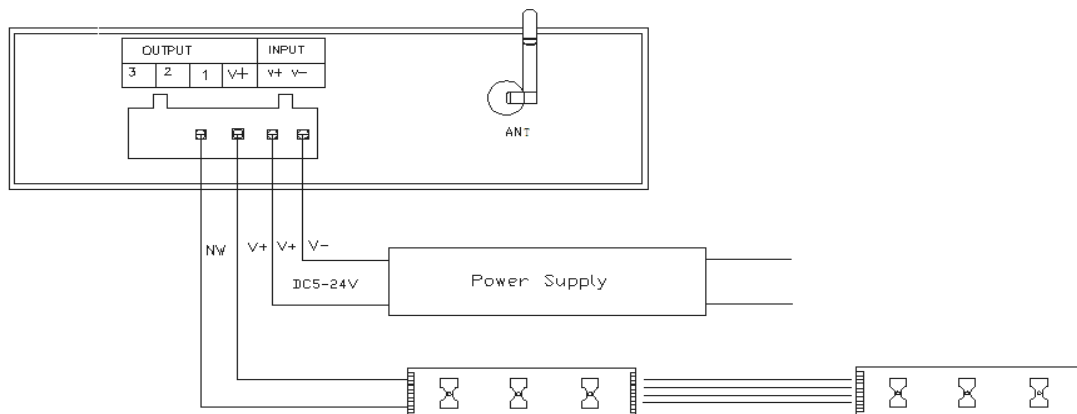 OUTPUT INPUT
3 2 1 V+ V+ V-
ANT
NW V+ V+ V-
DC5-24V
Power Supply